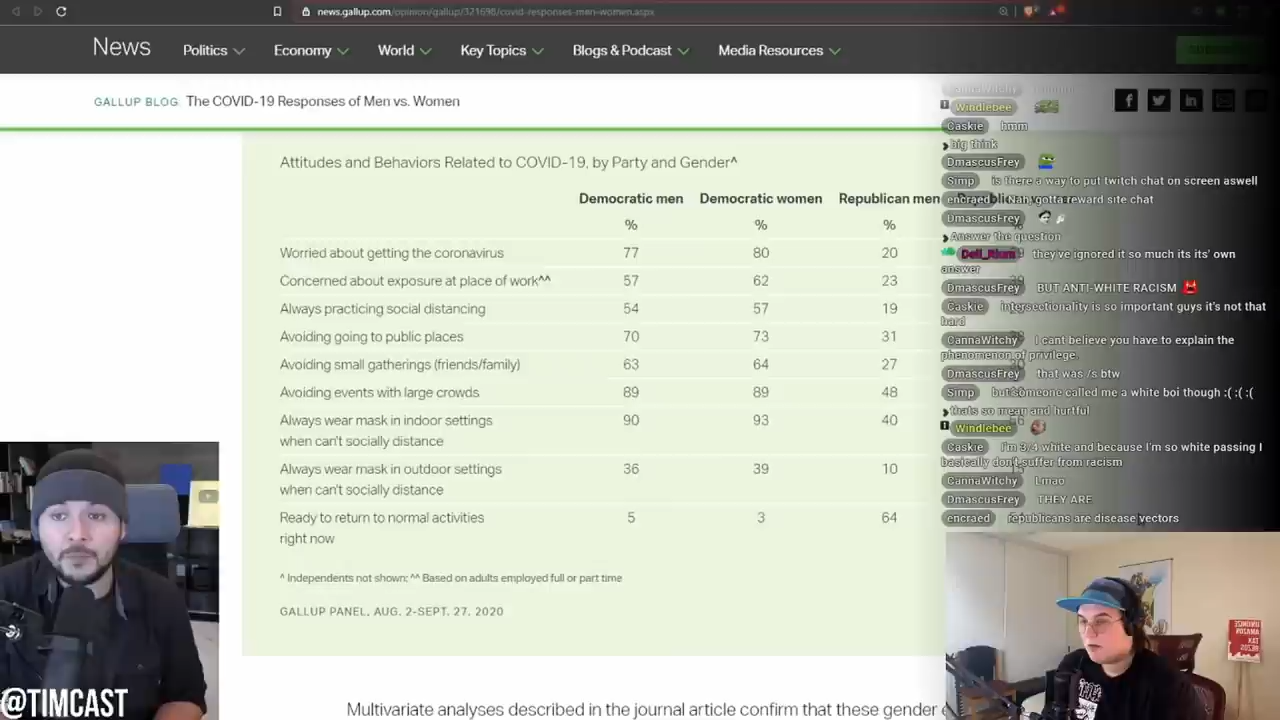 news.gallup.com/opinion/gallup/321698/covid-responses-men-women.aspx
News Politics Economy World Key Topics Blogs & Podcast Media Resources
GALLUP BLOG The COVID-19 Responses of Men vs. Women
Attitudes and Behaviors Related to COVID-19, by Party and Gender^
Democratic men Democratic women Republican men
% % %
Worried about getting the coronavirus 77 80 20
Concerned about exposure at place of work^^ 57 62 23
Always practicing social distancing 54 57 19
Avoiding going to public places 70 73 31
Avoiding small gatherings (friends/family) 63 64 27
Avoiding events with large crowds 89 89 48
Always wear mask in indoor settings 90 93 40
when can't socially distance
Always wear mask in outdoor settings 36 39 10
when can't socially distance
Ready to return to normal activities 5 3 64
right now
^ Independents not shown; ^^ Based on adults employed full or part time
GALLUP PANEL, AUG. 2-SEPT. 27, 2020
Multivariate analyses described in the journal article confirm that these gender
CannaWitchy
Windlebee
Caskie hmm
big think
DmascusFrey
Simp is there a way to put twitch chat on screen aswell
encraed Nah, gotta reward site chat
DmascusFrey
Answer the question
Dell_Rium they've ignored it so much its its' own
answer
DmascusFrey BUT ANTI-WHITE RACISM
Caskie intersectionality is so important guys it's not that
hard
CannaWitchy I cant believe you have to explain the
phenomenon of privilege.
DmascusFrey that was /s btw
Simp but someone called me a white boi though :( :( :(
thats so mean and hurtful
Windlebee
Caskie i'm 3/4 white and because I'm so white passing I
basically don't suffer from racism
CannaWitchy Lmao
DmascusFrey THEY ARE
encraed republicans are disease vectors
@TIMCAST
UNIONIZE
AMAZON
TAX
BEZOS